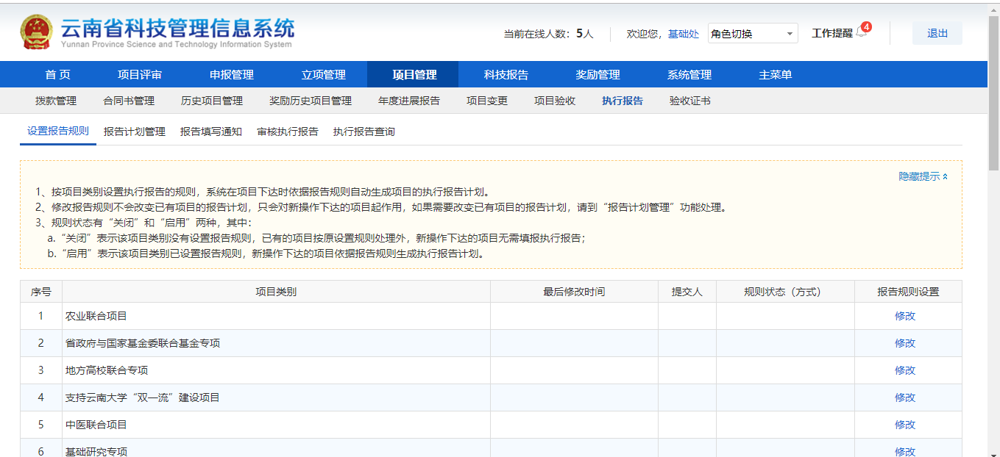 云南省科技管理信息系统
Yunnan Province Science and Technology Information System
当前在线人数：5人
欢迎您，基础处
角色切换
工作提醒
4
退出
首 页 项目评审 申报管理 立项管理 项目管理 科技报告 奖励管理 系统管理 主菜单
拨款管理 合同书管理 历史项目管理 奖励历史项目管理 年度进展报告 项目变更 项目验收 执行报告 验收证书
设置报告规则 报告计划管理 报告填写通知 审核执行报告 执行报告查询
隐藏提示
1、按项目类别设置执行报告的规则，系统在项目下达时依据报告规则自动生成项目的执行报告计划。
2、修改报告规则不会改变已有项目的报告计划，只会对新操作下达的项目起作用，如果需要改变已有项目的报告计划，请到“报告计划管理”功能处理。
3、规则状态有“关闭”和“启用”两种，其中：
a.“关闭”表示该项目类别没有设置报告规则，已有的项目按原设置规则处理外，新操作下达的项目无需填报执行报告；
b.“启用”表示该项目类别已设置报告规则，新操作下达的项目依据报告规则生成执行报告计划。
序号 项目类别 最后修改时间 提交人 规则状态（方式） 报告规则设置
1 农业联合项目 修改
2 省政府与国家基金委联合基金专项 修改
3 地方高校联合专项 修改
4 支持云南大学“双一流”建设项目 修改
5 中医联合项目 修改
6 基础研究专项 修改